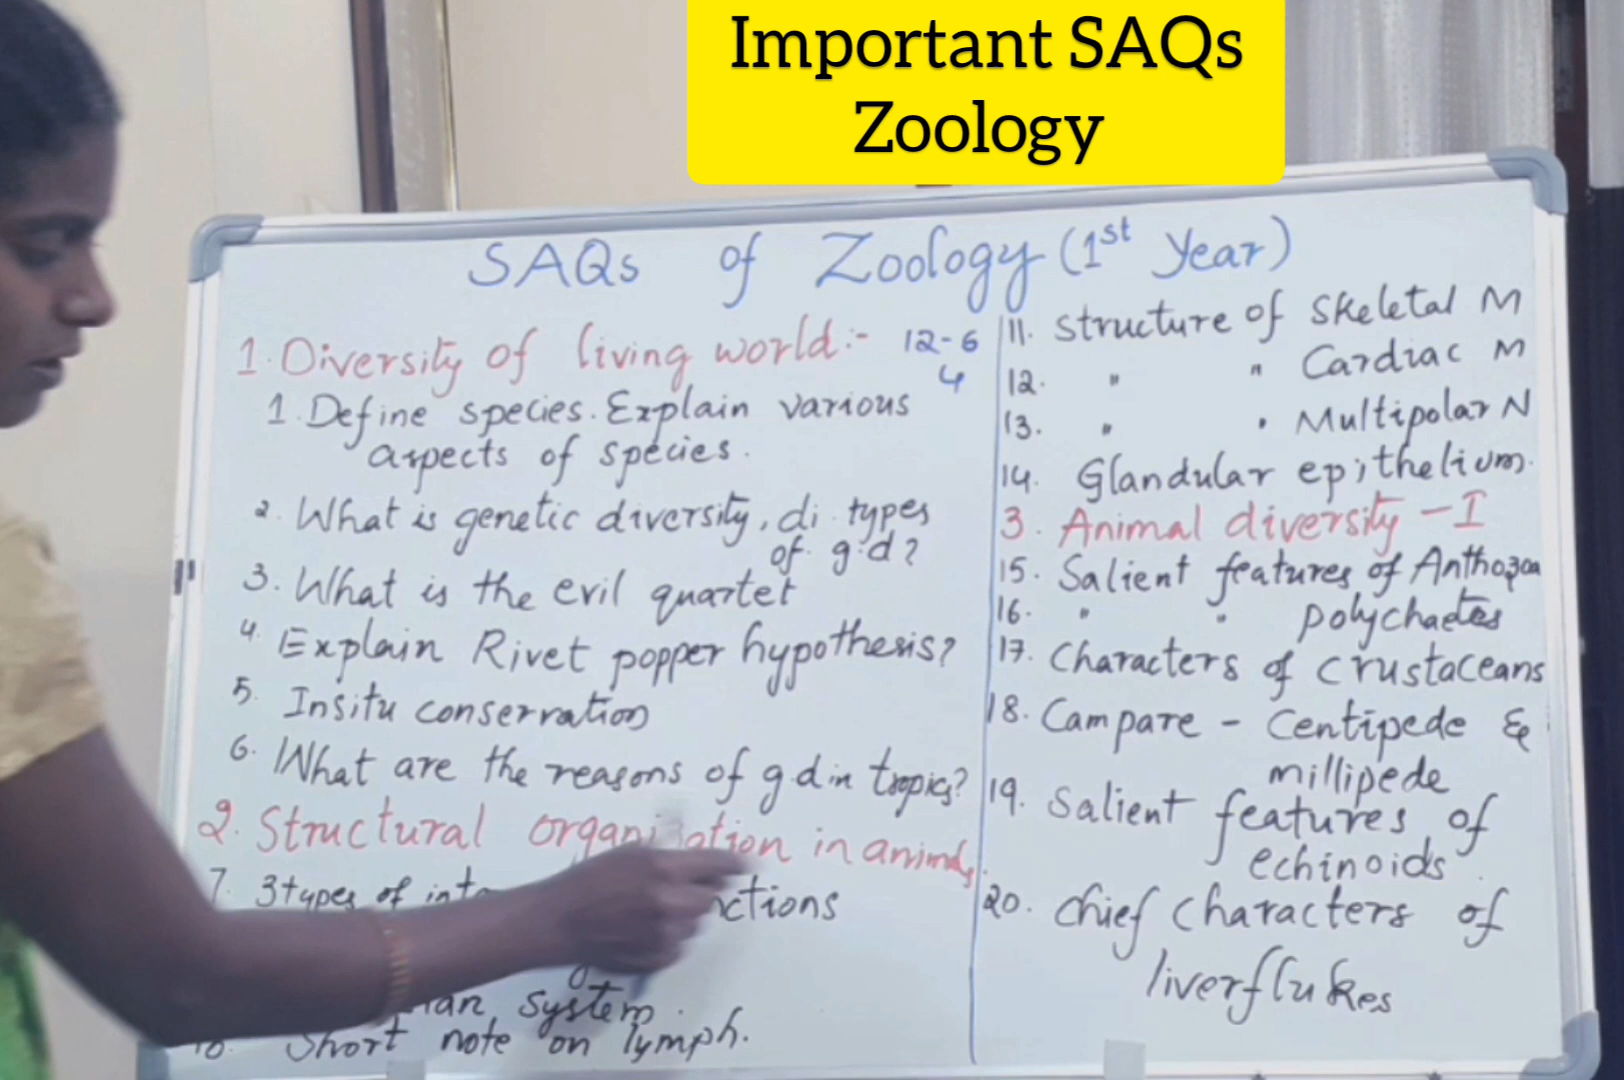 Important SAQs
Zoology
SAQs of Zoology (1st Year)
1. Diversity of living world:- 12-6
4
1. Define species. Explain various
aspects of species.
2. What is genetic diversity, di. types
of g.d?
3. What is the evil quartet
4. Explain Rivet popper hypothesis?
5. Insitu conservation
6. What are the reasons of g.d in tropics?
2. Structural organization in animals
7. 3 types of nctions
system.
10. Short note on lymph.
11. Structure of Skeletal M
12. " " Cardiac M
13. " " Multipolar N
14. Glandular epithelium.
3. Animal diversity - I
15. Salient features of Anthozoa
16. " " polychaetes
17. Characters of crustaceans
18. Campare - Centipede &
millipede
19. Salient features of
echinoids.
20. Chief Characters of
liverflukes